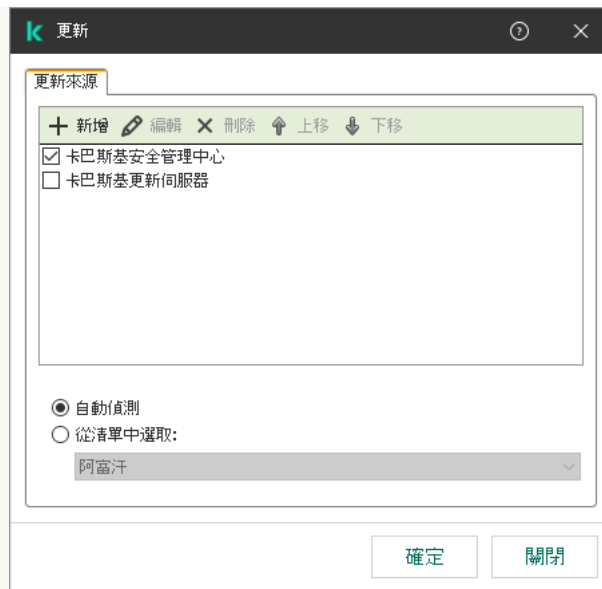 更新
更新來源
新增 編輯 刪除 上移 下移
卡巴斯基安全管理中心
卡巴斯基更新伺服器
自動偵測
從清單中選取:
阿富汗
確定 關閉